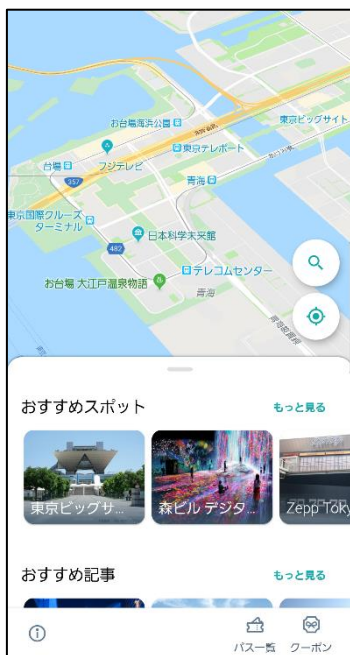 お台場海浜公園
東京ビッグサイト
東京テレポート
台場
フジテレビ
357
青海
東京国際クルーズ
ターミナル
482
日本科学未来館
テレコムセンター
お台場 大江戸温泉物語
青海
おすすめスポット
もっと見る
東京ビッグサ...
森ビル デジタ...
Zepp Toky
おすすめ記事
もっと見る
パス一覧
クーポン